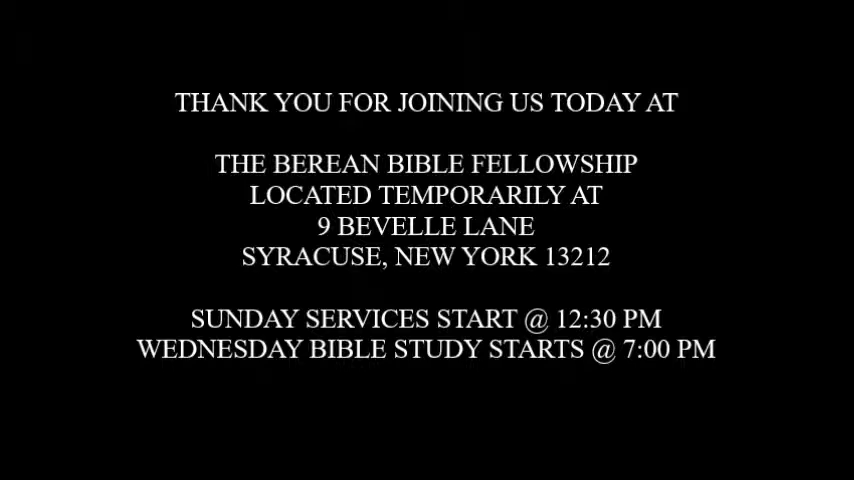 THANK YOU FOR JOINING US TODAY AT
THE BEREAN BIBLE FELLOWSHIP
LOCATED TEMPORARILY AT
9 BEVELLE LANE
SYRACUSE, NEW YORK 13212
SUNDAY SERVICES START @ 12:30 PM
WEDNESDAY BIBLE STUDY STARTS @ 7:00 PM